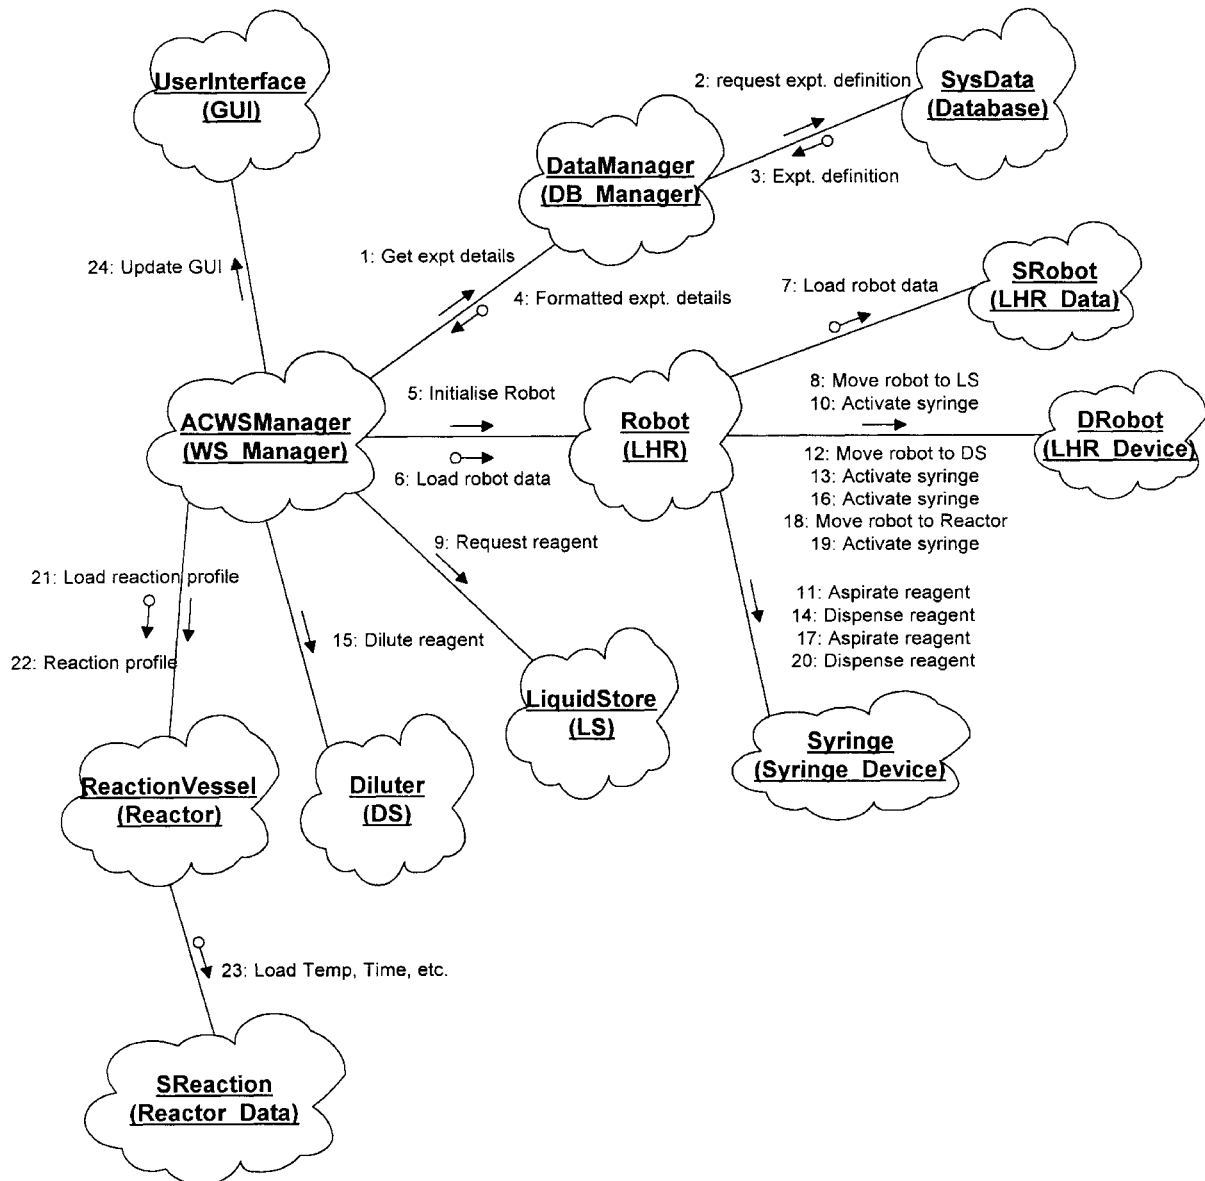 UserInterface
(GUI)
2: request expt. definition
SysData
(Database)
DataManager
(DB_Manager)
3: Expt. definition
1: Get expt details
24: Update GUI
4: Formatted expt. details
7: Load robot data
SRobot
(LHR_Data)
5: Initialise Robot
8: Move robot to LS
10: Activate syringe
ACWSManager
(WS_Manager)
Robot
(LHR)
DRobot
(LHR_Device)
6: Load robot data
12: Move robot to DS
13: Activate syringe
16: Activate syringe
18: Move robot to Reactor
19: Activate syringe
9: Request reagent
21: Load reaction profile
11: Aspirate reagent
14: Dispense reagent
17: Aspirate reagent
20: Dispense reagent
15: Dilute reagent
22: Reaction profile
LiquidStore
(LS)
Syringe
(Syringe_Device)
ReactionVessel
(Reactor)
Diluter
(DS)
23: Load Temp, Time, etc.
SReaction
(Reactor_Data)